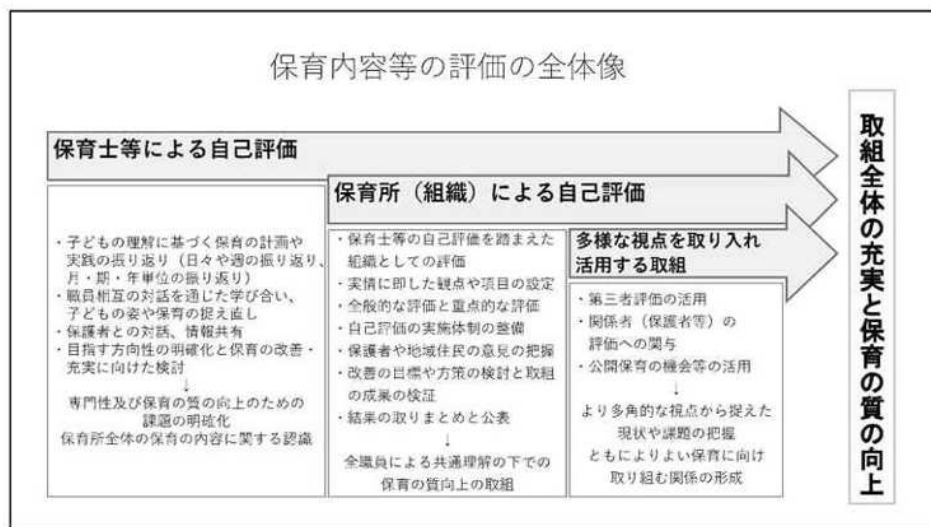 保育内容等の評価の全体像
保育士等による自己評価
・子どもの理解に基づく保育の計画や
実践の振り返り（日々や週の振り返り、
月・期・年単位の振り返り）
・職員相互の対話を通じた学び合い、
子どもの姿や保育の捉え直し
・保護者との対話、情報共有
・目指す方向性の明確化と保育の改善・
充実に向けた検討
↓
専門性及び保育の質の向上のための
課題の明確化
保育所全体の保育の内容に関する認識
保育所（組織）による自己評価
・保育士等の自己評価を踏まえた
組織としての評価
・実情に即した観点や項目の設定
・全般的な評価と重点的な評価
・自己評価の実施体制の整備
・保護者や地域住民の意見の把握
・改善の目標や方策の検討と取組
の成果の検証
・結果の取りまとめと公表
↓
全職員による共通理解の下での
保育の質向上の取組
多様な視点を取り入れ
活用する取組
・第三者評価の活用
・関係者（保護者等）の
評価への関与
・公開保育の機会等の活用
↓
より多角的な視点から捉えた
現状や課題の把握
ともによりよい保育に向け
取り組む関係の形成
取組全体の充実と保育の質の向上